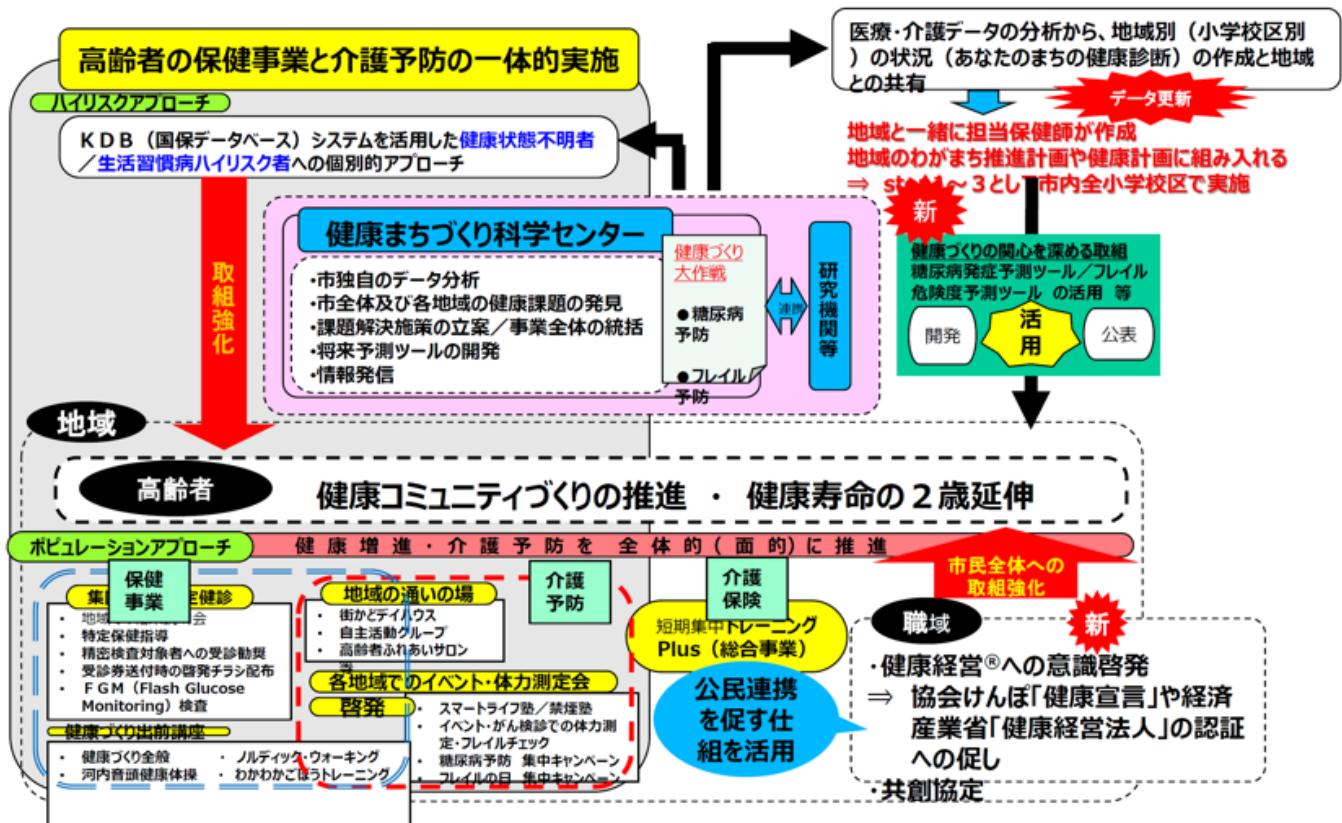 高齢者の保健事業と介護予防の一体的実施
ハイリスクアプローチ
KDB（国保データベース）システムを活用した健康状態不明者
／生活習慣病ハイリスク者への個別的アプローチ
医療・介護データの分析から、地域別（小学校区別
）の状況（あなたのまちの健康診断）の作成と地域
との共有
データ更新
地域と一緒に担当保健師が作成
地域のわがまち推進計画や健康計画に組み入れる
⇒ st 1～3として市内全小学校区で実施
新
取組強化
健康まちづくり科学センター
・市独自のデータ分析
・市全体及び各地域の健康課題の発見
・課題解決施策の立案／事業全体の統括
・将来予測ツールの開発
・情報発信
健康づくり
大作戦
●糖尿病
予防
●フレイル
予防
連携
研究機関等
健康づくりの関心を深める取組
糖尿病発症予測ツール／フレイル
危険度予測ツール の活用 等
開発
活用
公表
地域
高齢者
健康コミュニティづくりの推進 ・ 健康寿命の２歳延伸
ポピュレーションアプローチ
健康増進・介護予防を 全体的(面的)に推進
保健
事業
集 定健診
・ 地域 会
・ 特定保健指導
・ 精密検査対象者への受診勧奨
・ 受診券送付時の啓発チラシ配布
・ FGM（Flash Glucose
Monitoring）検査
健康づくり出前講座
・ 健康づくり全般
・ 河内音頭健康体操
・ ノルディック・ウォーキング
・ わかわかごぼうトレーニング
地域の通いの場
・ 街かどデイハウス
・ 自主活動グループ
・ 高齢者ふれあいサロン
等
介護
予防
各地域でのイベント・体力測定会
啓発
・ スマートライフ塾／禁煙塾
・ イベント・がん検診での体力測
定・フレイルチェック
・ 糖尿病予防 集中キャンペーン
・ フレイルの日 集中キャンペーン
介護
保険
短期集中トレーニング
Plus（総合事業）
公民連携
を促す仕
組を活用
市民全体への
取組強化
職域
新
・健康経営®への意識啓発
⇒ 協会けんぽ「健康宣言」や経済
産業省「健康経営法人」の認証
への促し
・共創協定